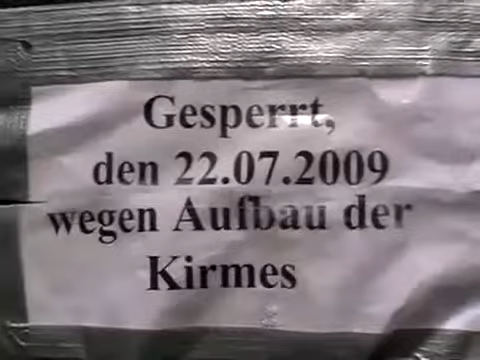 Gesperrt,
den 22.07.2009
wegen Aufbau der
Kirmes